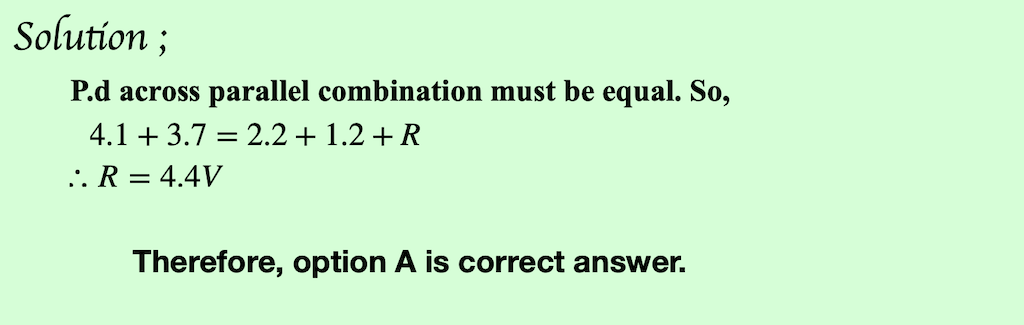 Solution ;
P.d across parallel combination must be equal. So,
4.1 + 3.7 = 2.2 + 1.2 + R
∴ R = 4.4V
Therefore, option A is correct answer.